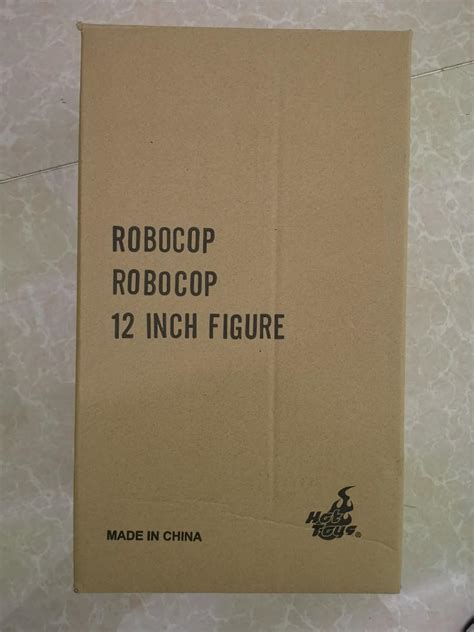 ROBOCOP
ROBOCOP
12 INCH FIGURE
Hot
Toys®
MADE IN CHINA